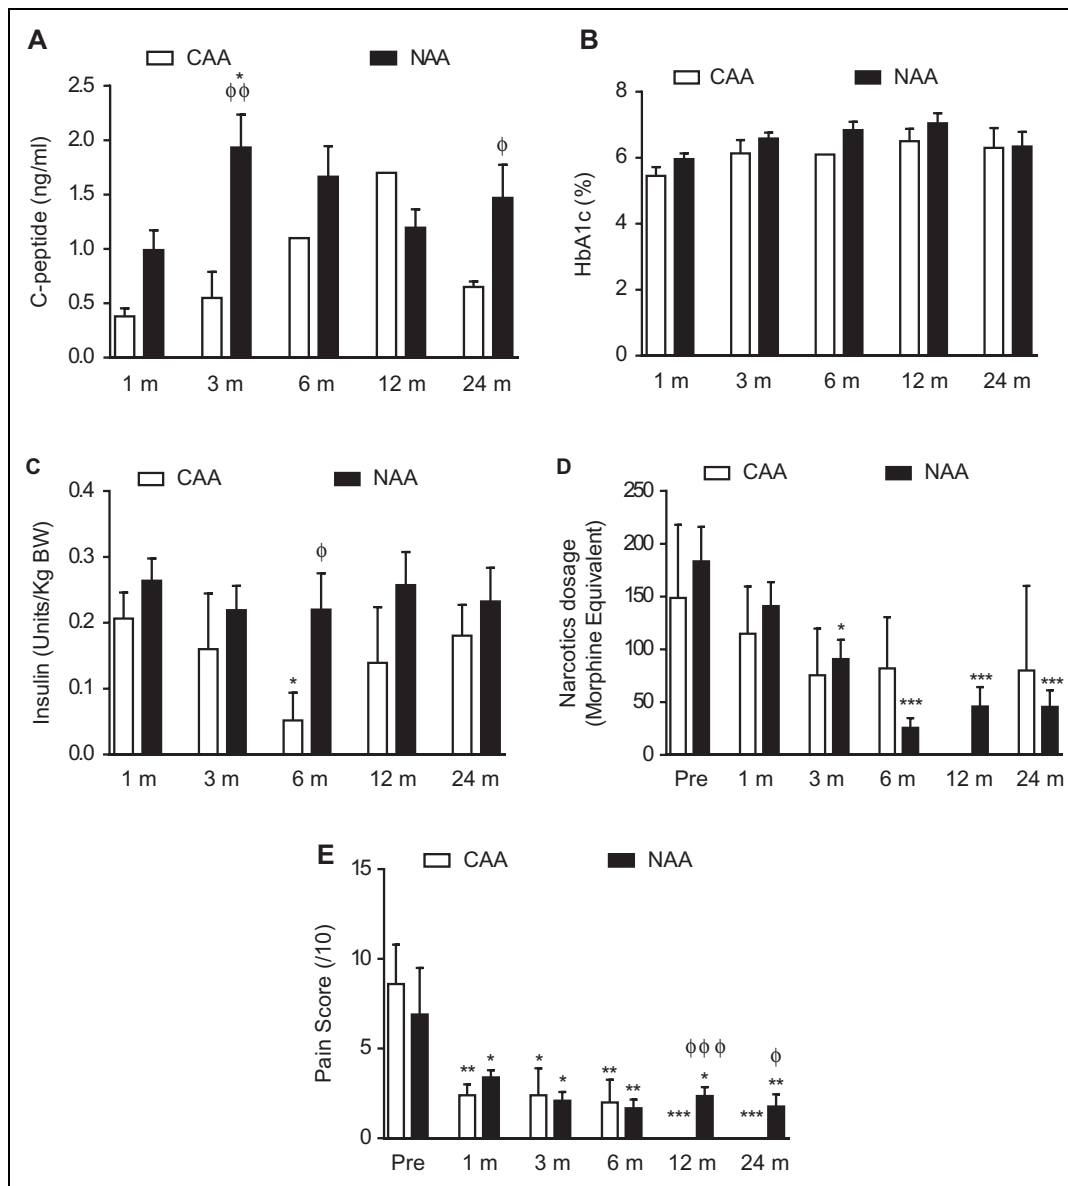 A
CAA NAA
C-peptide (ng/ml)
2.5
2.0
1.5
1.0
0.5
0.0
*
ϕϕ
ϕ
1 m 3 m 6 m 12 m 24 m
B
CAA NAA
HbA1c (%)
8
6
4
2
0
1 m 3 m 6 m 12 m 24 m
C
CAA NAA
Insulin (Units/Kg BW)
0.4
0.3
0.2
0.1
0.0
ϕ
*
1 m 3 m 6 m 12 m 24 m
D
CAA NAA
Narcotics dosage
(Morphine Equivalent)
250
200
150
100
50
0
* *** *** ***
Pre 1 m 3 m 6 m 12 m 24 m
E
CAA NAA
Pain Score (/10)
15
10
5
0
ϕϕ ϕ ϕ
** * * * ** ** *** * *** **
Pre 1 m 3 m 6 m 12 m 24 m